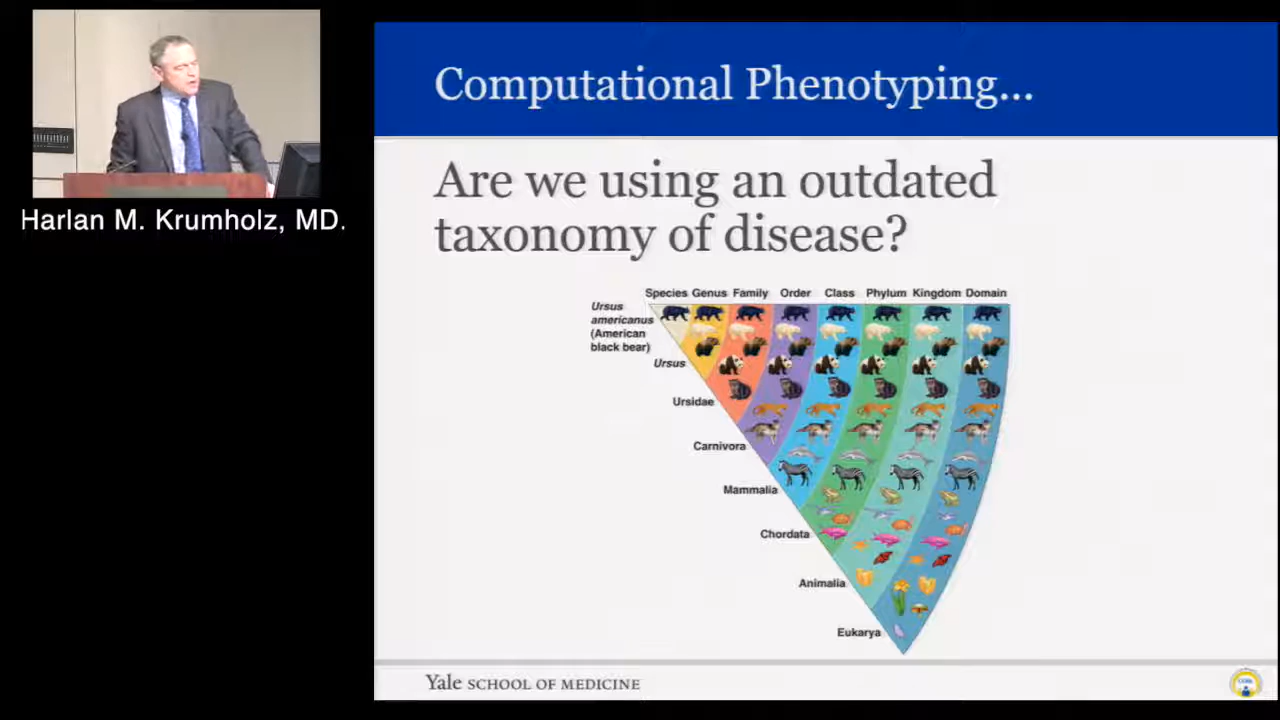 Harlan M. Krumholz, MD.
Computational Phenotyping...
Are we using an outdated
taxonomy of disease?
Species Genus Family Order Class Phylum Kingdom Domain
Ursus
americanus
(American
black bear)
Ursus
Ursidae
Carnivora
Mammalia
Chordata
Animalia
Eukarya
Yale SCHOOL OF MEDICINE